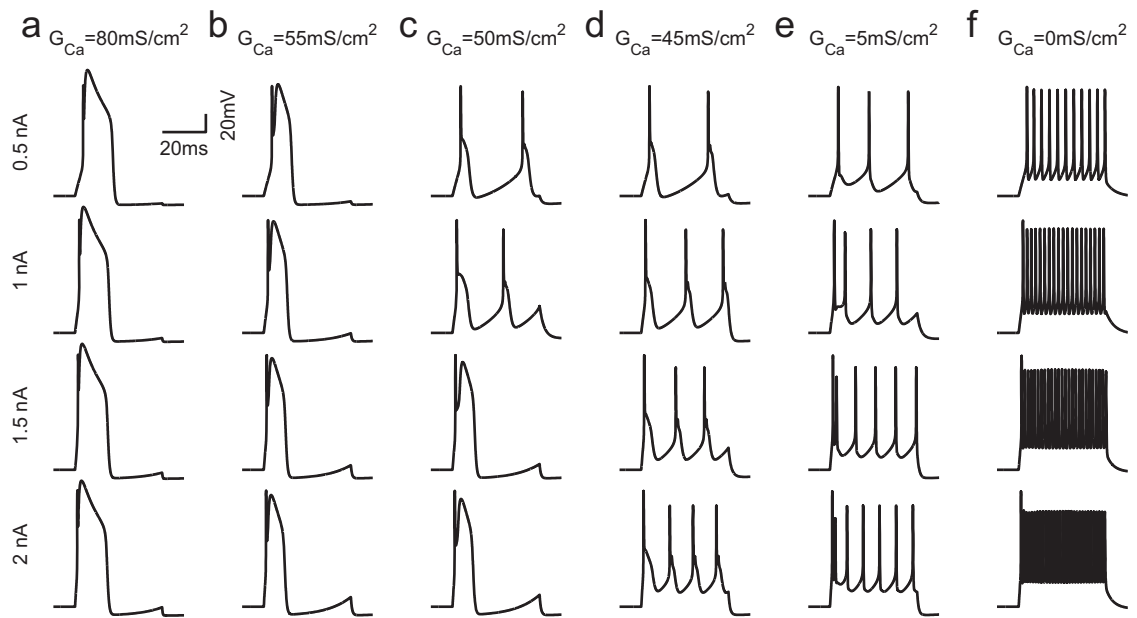 a b c d e f
G_Ca=80mS/cm² G_Ca=55mS/cm² G_Ca=50mS/cm² G_Ca=45mS/cm² G_Ca=5mS/cm² G_Ca=0mS/cm²
0.5 nA
20ms
20mV
1 nA
1.5 nA
2 nA